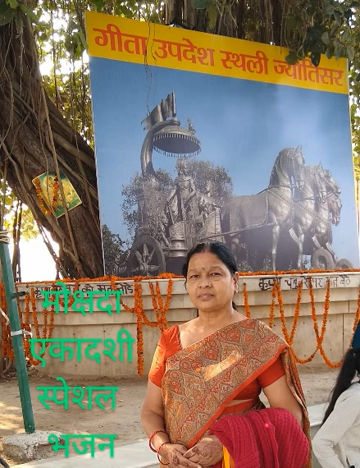 गीता उपदेश स्थली ज्योतिसर
मोक्षदा
एकादशी
स्पेशल
भजन